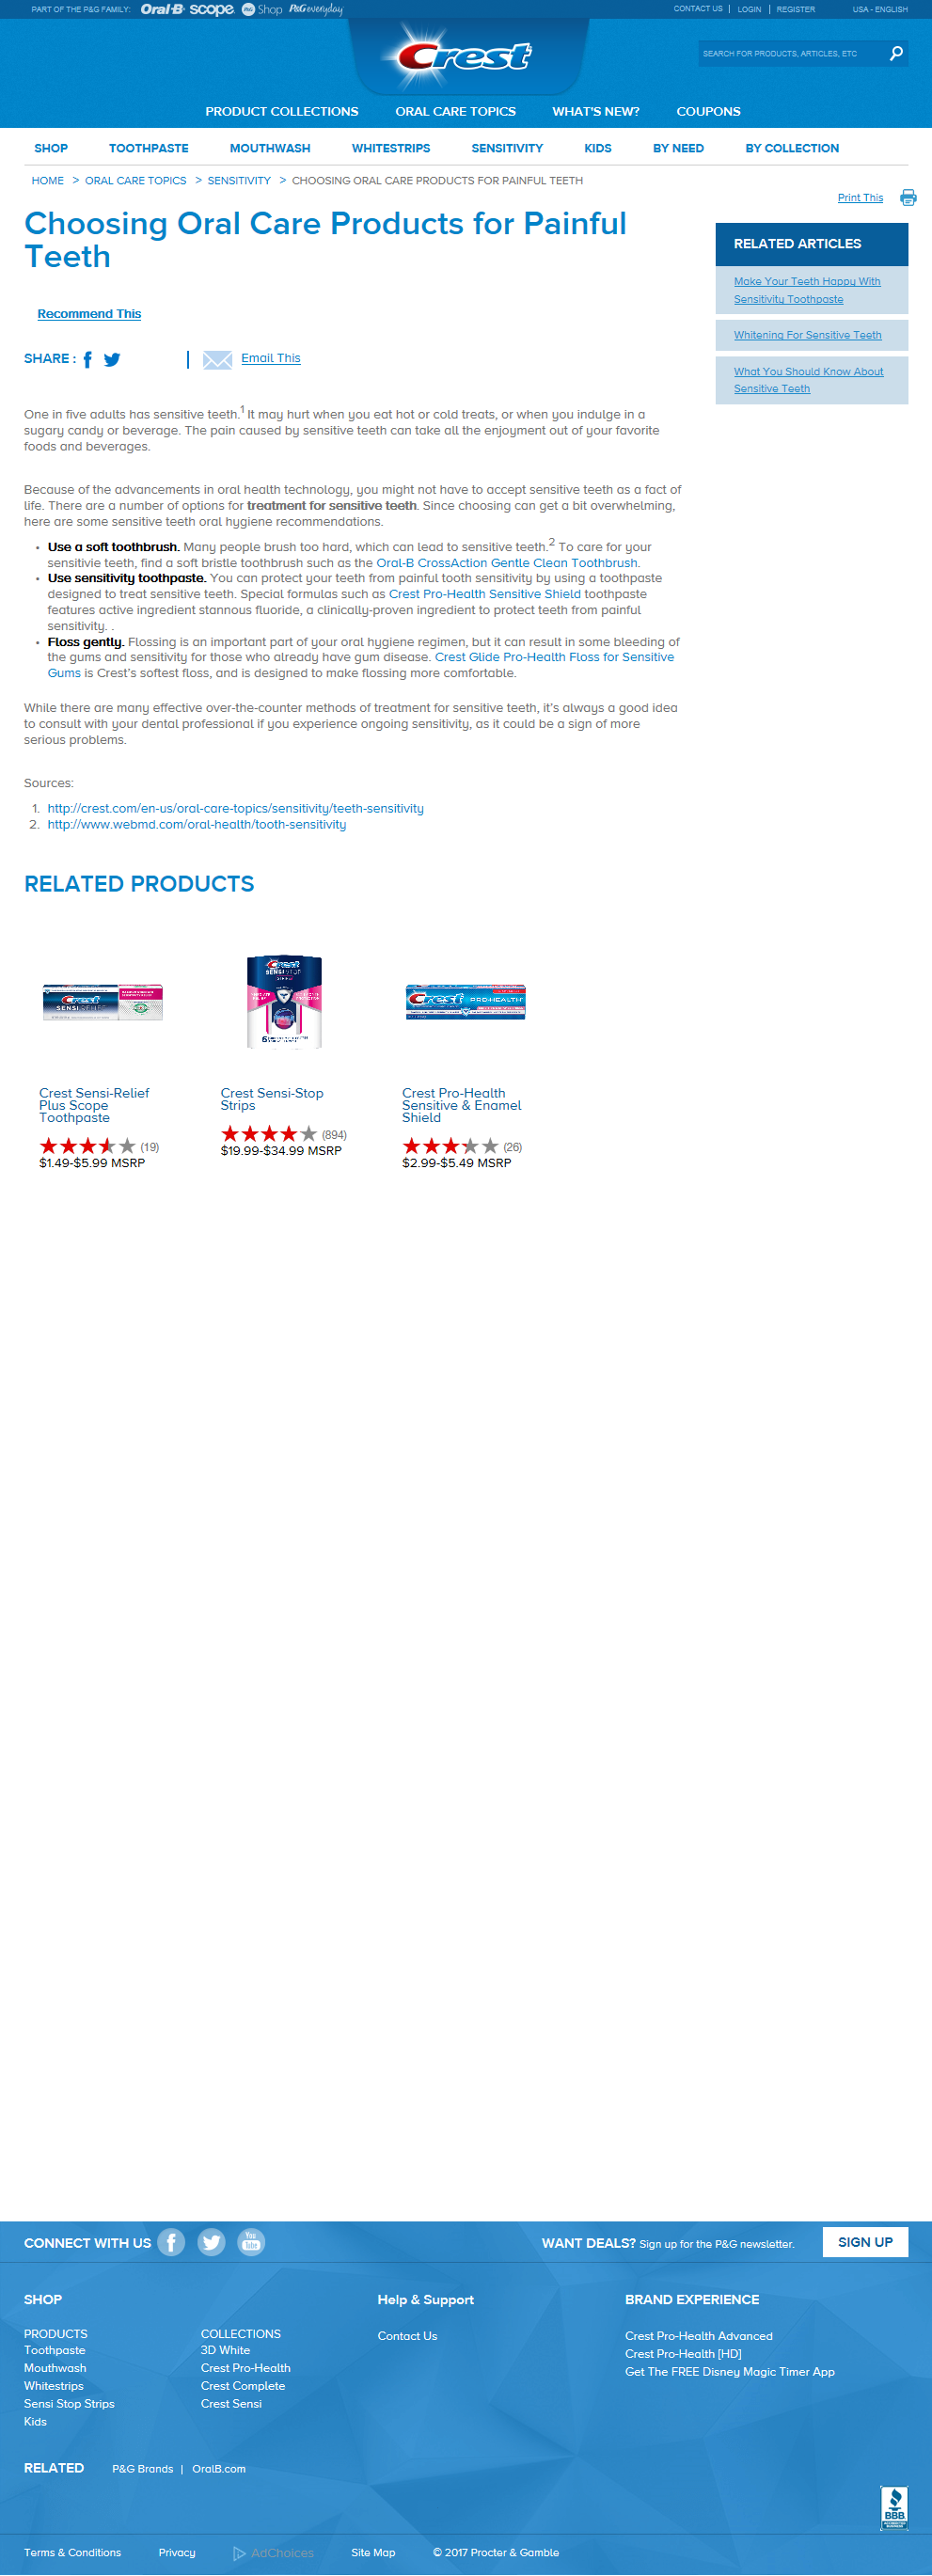 PART OF THE P&G FAMILY: Oral-B scope. P&G Shop P&G everyday
CONTACT US | LOGIN | REGISTER USA - ENGLISH
Crest
SEARCH FOR PRODUCTS, ARTICLES, ETC
PRODUCT COLLECTIONS ORAL CARE TOPICS WHAT'S NEW? COUPONS
SHOP TOOTHPASTE MOUTHWASH WHITESTRIPS SENSITIVITY KIDS BY NEED BY COLLECTION
HOME > ORAL CARE TOPICS > SENSITIVITY > CHOOSING ORAL CARE PRODUCTS FOR PAINFUL TEETH
Print This
Choosing Oral Care Products for Painful
Teeth
Recommend This
SHARE : | Email This
RELATED ARTICLES
Make Your Teeth Happy With
Sensitivity Toothpaste
Whitening For Sensitive Teeth
What You Should Know About
Sensitive Teeth
One in five adults has sensitive teeth.1 It may hurt when you eat hot or cold treats, or when you indulge in a
sugary candy or beverage. The pain caused by sensitive teeth can take all the enjoyment out of your favorite
foods and beverages.
Because of the advancements in oral health technology, you might not have to accept sensitive teeth as a fact of
life. There are a number of options for treatment for sensitive teeth. Since choosing can get a bit overwhelming,
here are some sensitive teeth oral hygiene recommendations.
• Use a soft toothbrush. Many people brush too hard, which can lead to sensitive teeth.2 To care for your
sensitivie teeth, find a soft bristle toothbrush such as the Oral-B CrossAction Gentle Clean Toothbrush.
• Use sensitivity toothpaste. You can protect your teeth from painful tooth sensitivity by using a toothpaste
designed to treat sensitive teeth. Special formulas such as Crest Pro-Health Sensitive Shield toothpaste
features active ingredient stannous fluoride, a clinically-proven ingredient to protect teeth from painful
sensitivity. .
• Floss gently. Flossing is an important part of your oral hygiene regimen, but it can result in some bleeding of
the gums and sensitivity for those who already have gum disease. Crest Glide Pro-Health Floss for Sensitive
Gums is Crest's softest floss, and is designed to make flossing more comfortable.
While there are many effective over-the-counter methods of treatment for sensitive teeth, it's always a good idea
to consult with your dental professional if you experience ongoing sensitivity, as it could be a sign of more
serious problems.
Sources:
1. http://crest.com/en-us/oral-care-topics/sensitivity/teeth-sensitivity
2. http://www.webmd.com/oral-health/tooth-sensitivity
RELATED PRODUCTS
Crest
SENSI
Crest
SENSI-STOP
STRIPS
Crest PRO-HEALTH
Crest Sensi-Relief
Plus Scope
Toothpaste
(19)
$1.49-$5.99 MSRP
Crest Sensi-Stop
Strips
(894)
$19.99-$34.99 MSRP
Crest Pro-Health
Sensitive & Enamel
Shield
(26)
$2.99-$5.49 MSRP
CONNECT WITH US You Tube
WANT DEALS? Sign up for the P&G newsletter. SIGN UP
SHOP
PRODUCTS
Toothpaste
Mouthwash
Whitestrips
Sensi Stop Strips
Kids
COLLECTIONS
3D White
Crest Pro-Health
Crest Complete
Crest Sensi
Help & Support
Contact Us
BRAND EXPERIENCE
Crest Pro-Health Advanced
Crest Pro-Health [HD]
Get The FREE Disney Magic Timer App
RELATED P&G Brands | OralB.com
BBB
Terms & Conditions Privacy AdChoices Site Map © 2017 Procter & Gamble